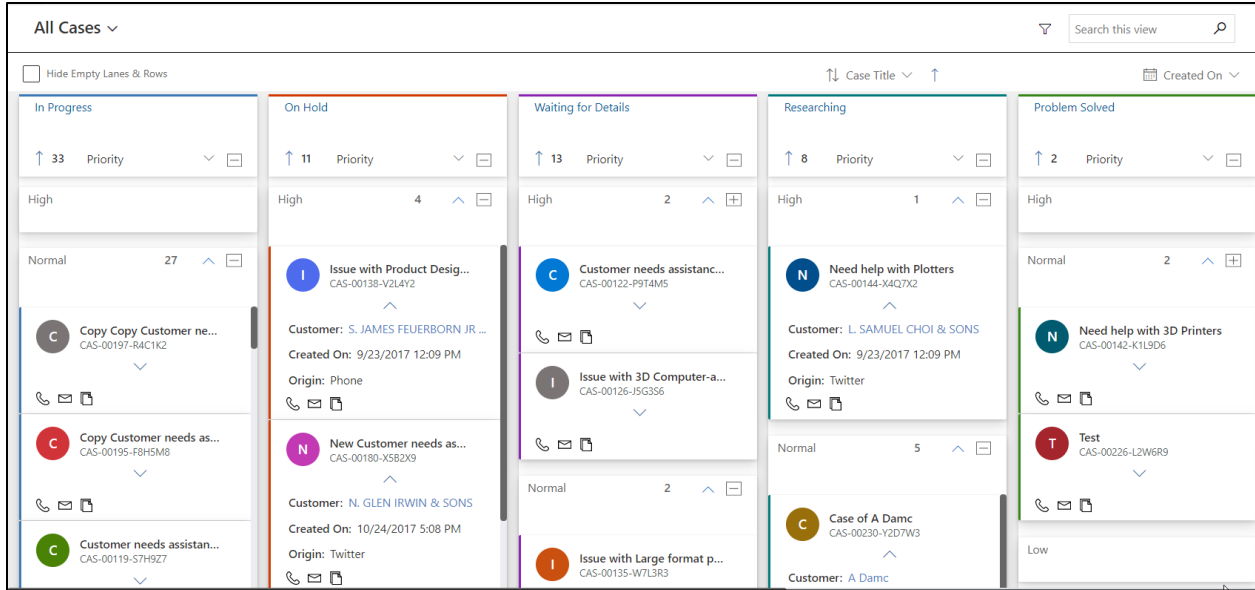 All Cases
Search this view
Hide Empty Lanes & Rows
Case Title
Created On
In Progress
33 Priority
High
Normal 27
C
Copy Copy Customer ne...
CAS-00197-R4C1K2
C
Copy Customer needs as...
CAS-00195-F8H5M8
C
Customer needs assistan...
CAS-00119-S7H9Z7
On Hold
11 Priority
High 4
I
Issue with Product Desig...
CAS-00138-V2L4Y2
Customer: S. JAMES FEUERBORN JR ...
Created On: 9/23/2017 12:09 PM
Origin: Phone
N
New Customer needs as...
CAS-00180-X5B2X9
Customer: N. GLEN IRWIN & SONS
Created On: 10/24/2017 5:08 PM
Origin: Twitter
Waiting for Details
13 Priority
High 2
C
Customer needs assistanc...
CAS-00122-P9T4M5
I
Issue with 3D Computer-a...
CAS-00126-J5G3S6
Normal 2
I
Issue with Large format p...
CAS-00135-W7L3R3
Researching
8 Priority
High 1
N
Need help with Plotters
CAS-00144-X4Q7X2
Customer: L. SAMUEL CHOI & SONS
Created On: 9/23/2017 12:09 PM
Origin: Twitter
Normal 5
C
Case of A Damc
CAS-00230-Y2D7W3
Customer: A Damc
Problem Solved
2 Priority
High
Normal 2
N
Need help with 3D Printers
CAS-00142-K1L9D6
T
Test
CAS-00226-L2W6R9
Low